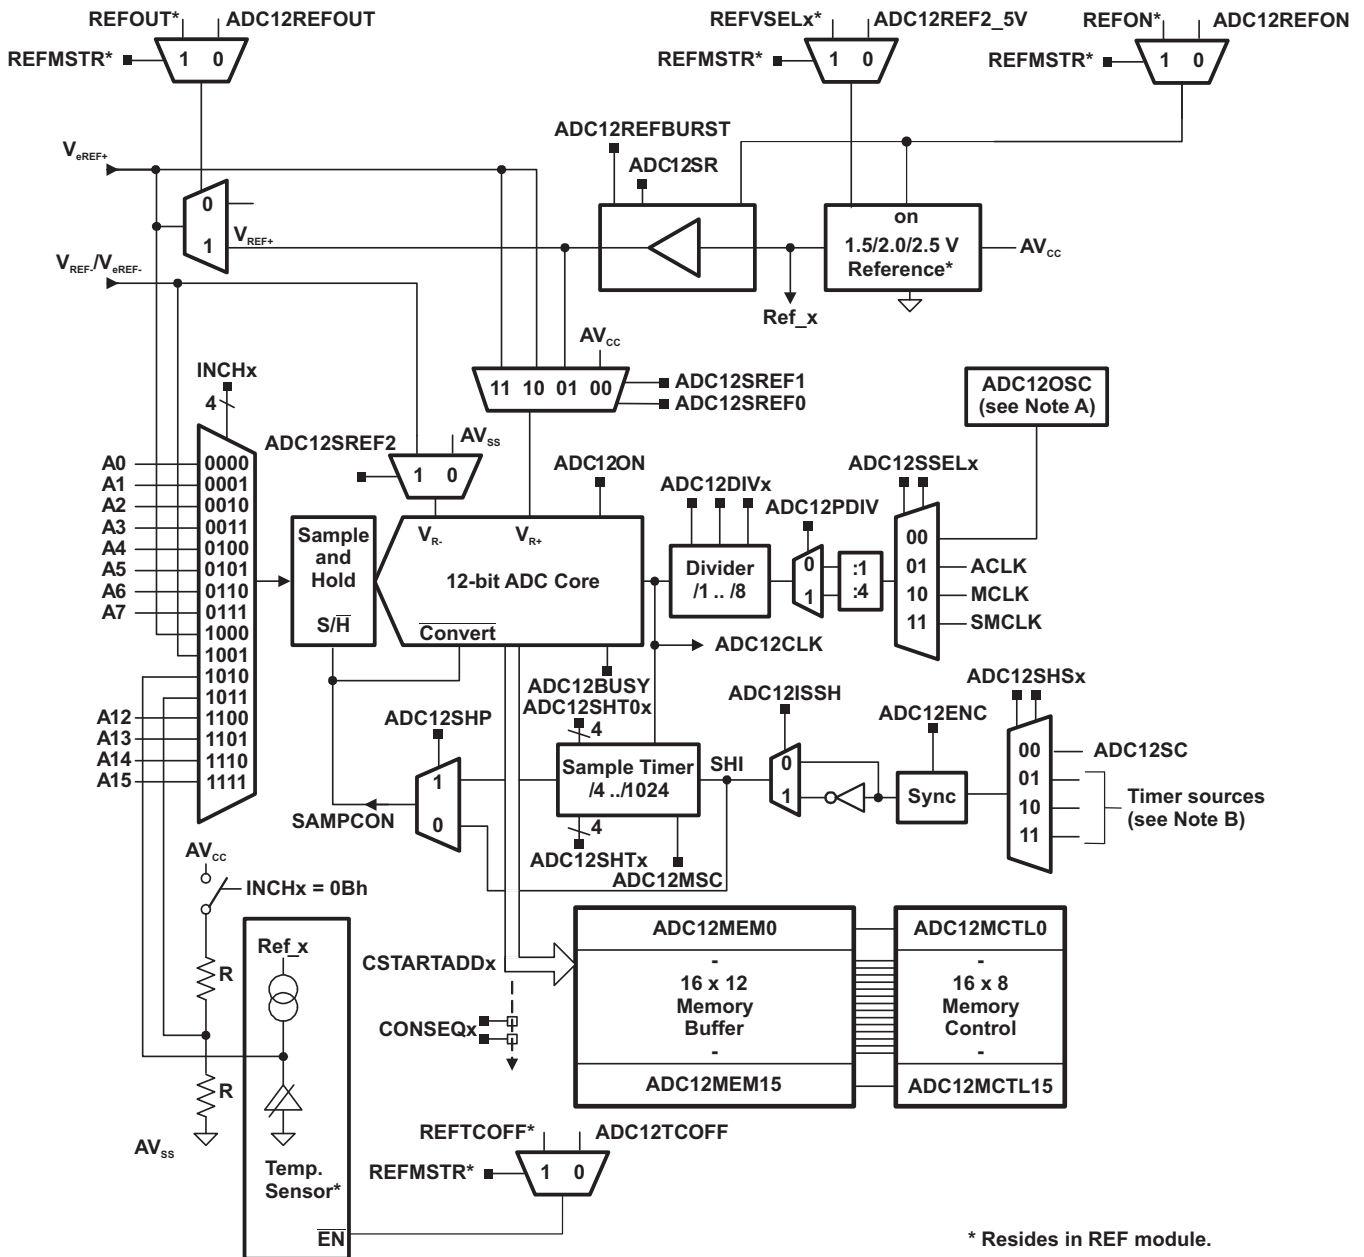 REFOUT* ADC12REFOUT
REFMSTR* 1 0
REFVSELx* ADC12REF2_5V
REFMSTR* 1 0
REFON* ADC12REFON
REFMSTR* 1 0
ADC12REFBURST
ADC12SR
VeREF+
0
1
VREF+
VREF-/VeREF-
on
1.5/2.0/2.5 V
Reference*
AVCC
Ref_x
AVCC
11 10 01 00
ADC12SREF1
ADC12SREF0
INCHx
4
ADC12SREF2
AVSS
1 0
ADC12ON
ADC12OSC
(see Note A)
A0 0000
A1 0001
A2 0010
A3 0011
A4 0100
A5 0101
A6 0110
A7 0111
1000
1001
1010
1011
A12 1100
A13 1101
A14 1110
A15 1111
Sample
and
Hold
S/H
VR- VR+
12-bit ADC Core
Convert
ADC12DIVx
Divider
/1 .. /8
ADC12PDIV
0
1
:1
:4
ADC12SSELx
00
01 ACLK
10 MCLK
11 SMCLK
ADC12CLK
ADC12BUSY
ADC12SHT0x
4
ADC12SHP
1
0
SAMPCON
Sample Timer
/4 ../1024
4
ADC12SHTx
ADC12MSC
SHI
ADC12ISSH
0
1
ADC12ENC
Sync
ADC12SHSx
00 ADC12SC
01
10
11
Timer sources
(see Note B)
AVCC
INCHx = 0Bh
R
R
AVSS
Ref_x
Temp.
Sensor*
EN
CSTARTADDx
CONSEQx
ADC12MEM0
-
16 x 12
Memory
Buffer
-
ADC12MEM15
ADC12MCTL0
-
16 x 8
Memory
Control
-
ADC12MCTL15
REFTCOFF* ADC12TCOFF
REFMSTR* 1 0
* Resides in REF module.